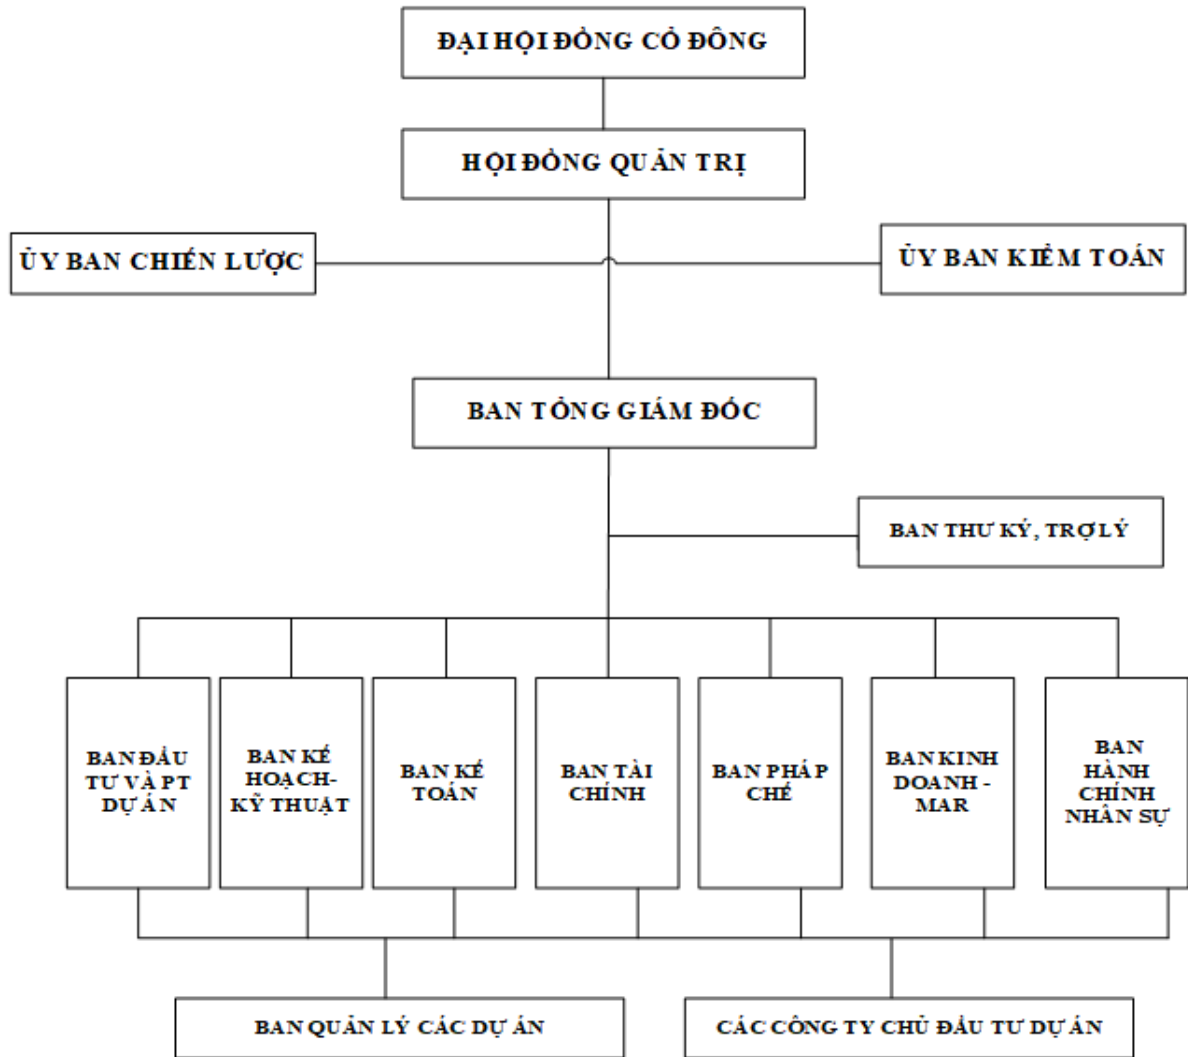 ĐẠI HỘI ĐỒNG CỔ ĐÔNG
HỘI ĐỒNG QUẢN TRỊ
ỦY BAN CHIẾN LƯỢC
ỦY BAN KIỂM TOÁN
BAN TỔNG GIÁM ĐỐC
BAN THƯ KÝ, TRỢ LÝ
BAN ĐẦU
TƯ VÀ PT
DỰ ÁN
BAN KẾ
HOẠCH-
KỸ THUẬT
BAN KẾ
TOÁN
BAN TÀI
CHÍNH
BAN PHÁP
CHẾ
BAN KINH
DOANH -
MAR
BAN
HÀNH
CHÍNH
NHÂN SỰ
BAN QUẢN LÝ CÁC DỰ ÁN
CÁC CÔNG TY CHỦ ĐẦU TƯ DỰ ÁN